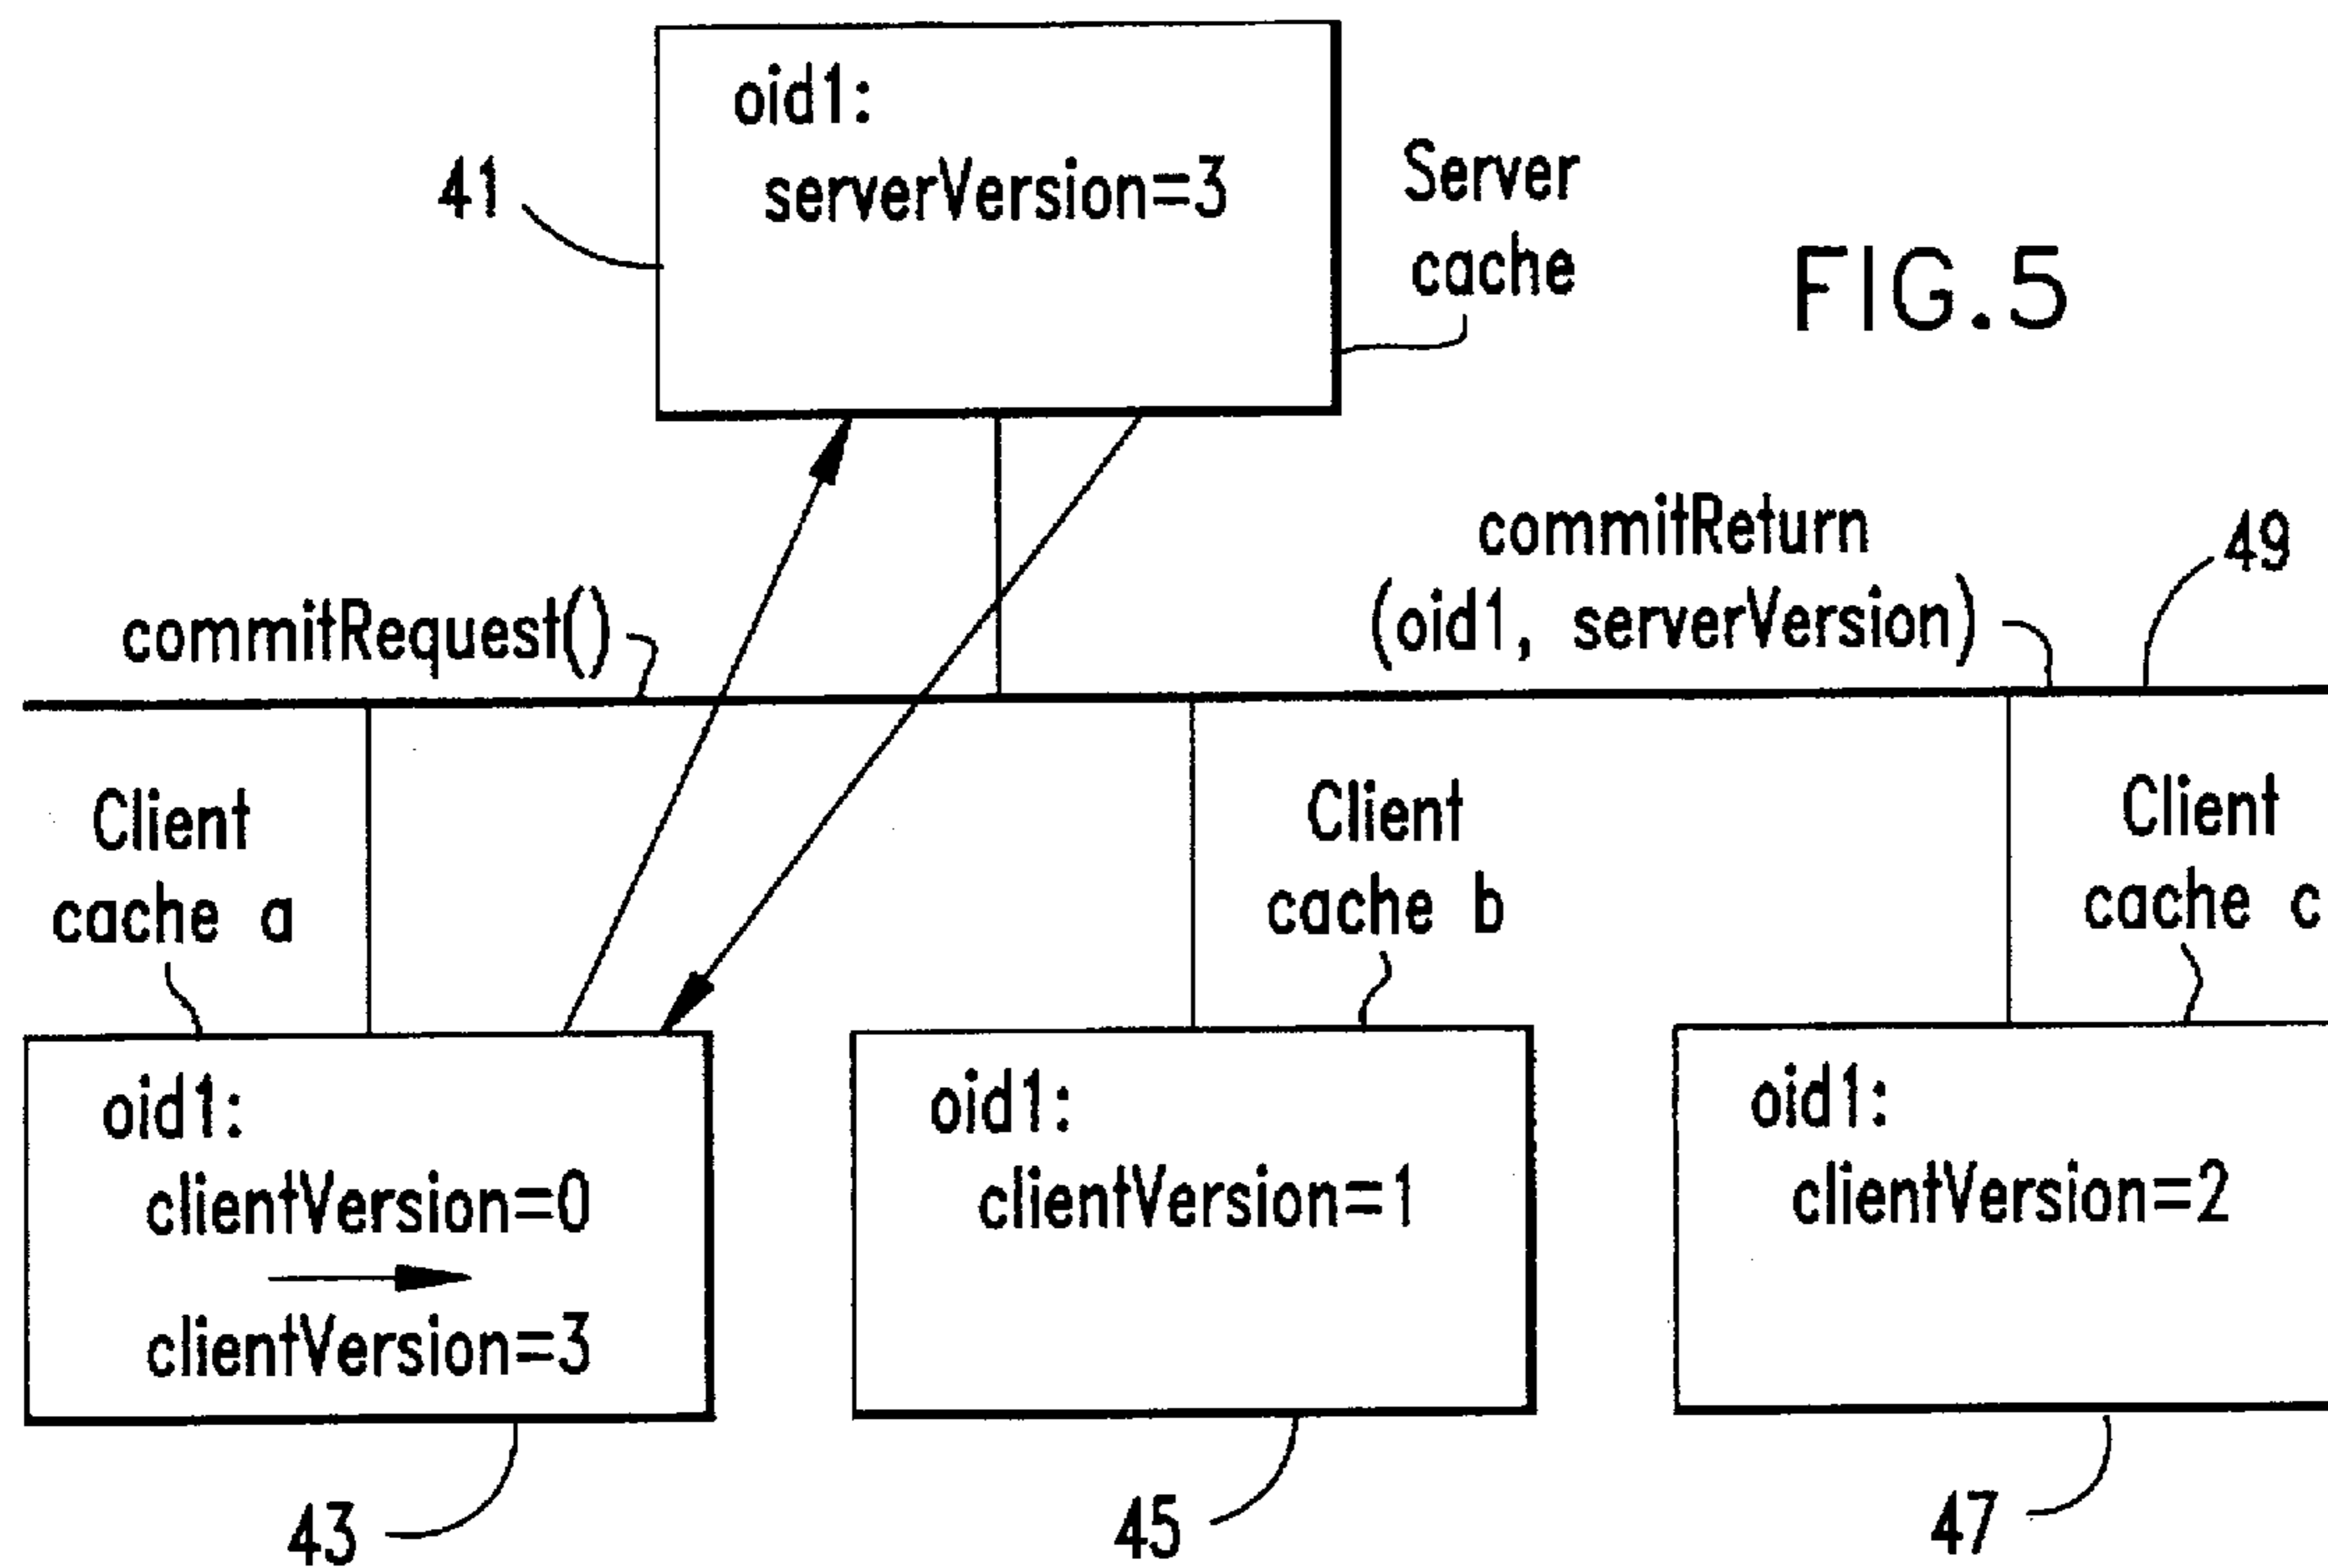 oid1:
serverVersion=3
41
Server
cache
FIG.5
commitReturn
(oid1, serverVersion)
49
commitRequest()
Client
cache a
Client
cache b
Client
cache c
oid1:
clientVersion=0
clientVersion=3
oid1:
clientVersion=1
oid1:
clientVersion=2
43
45
47